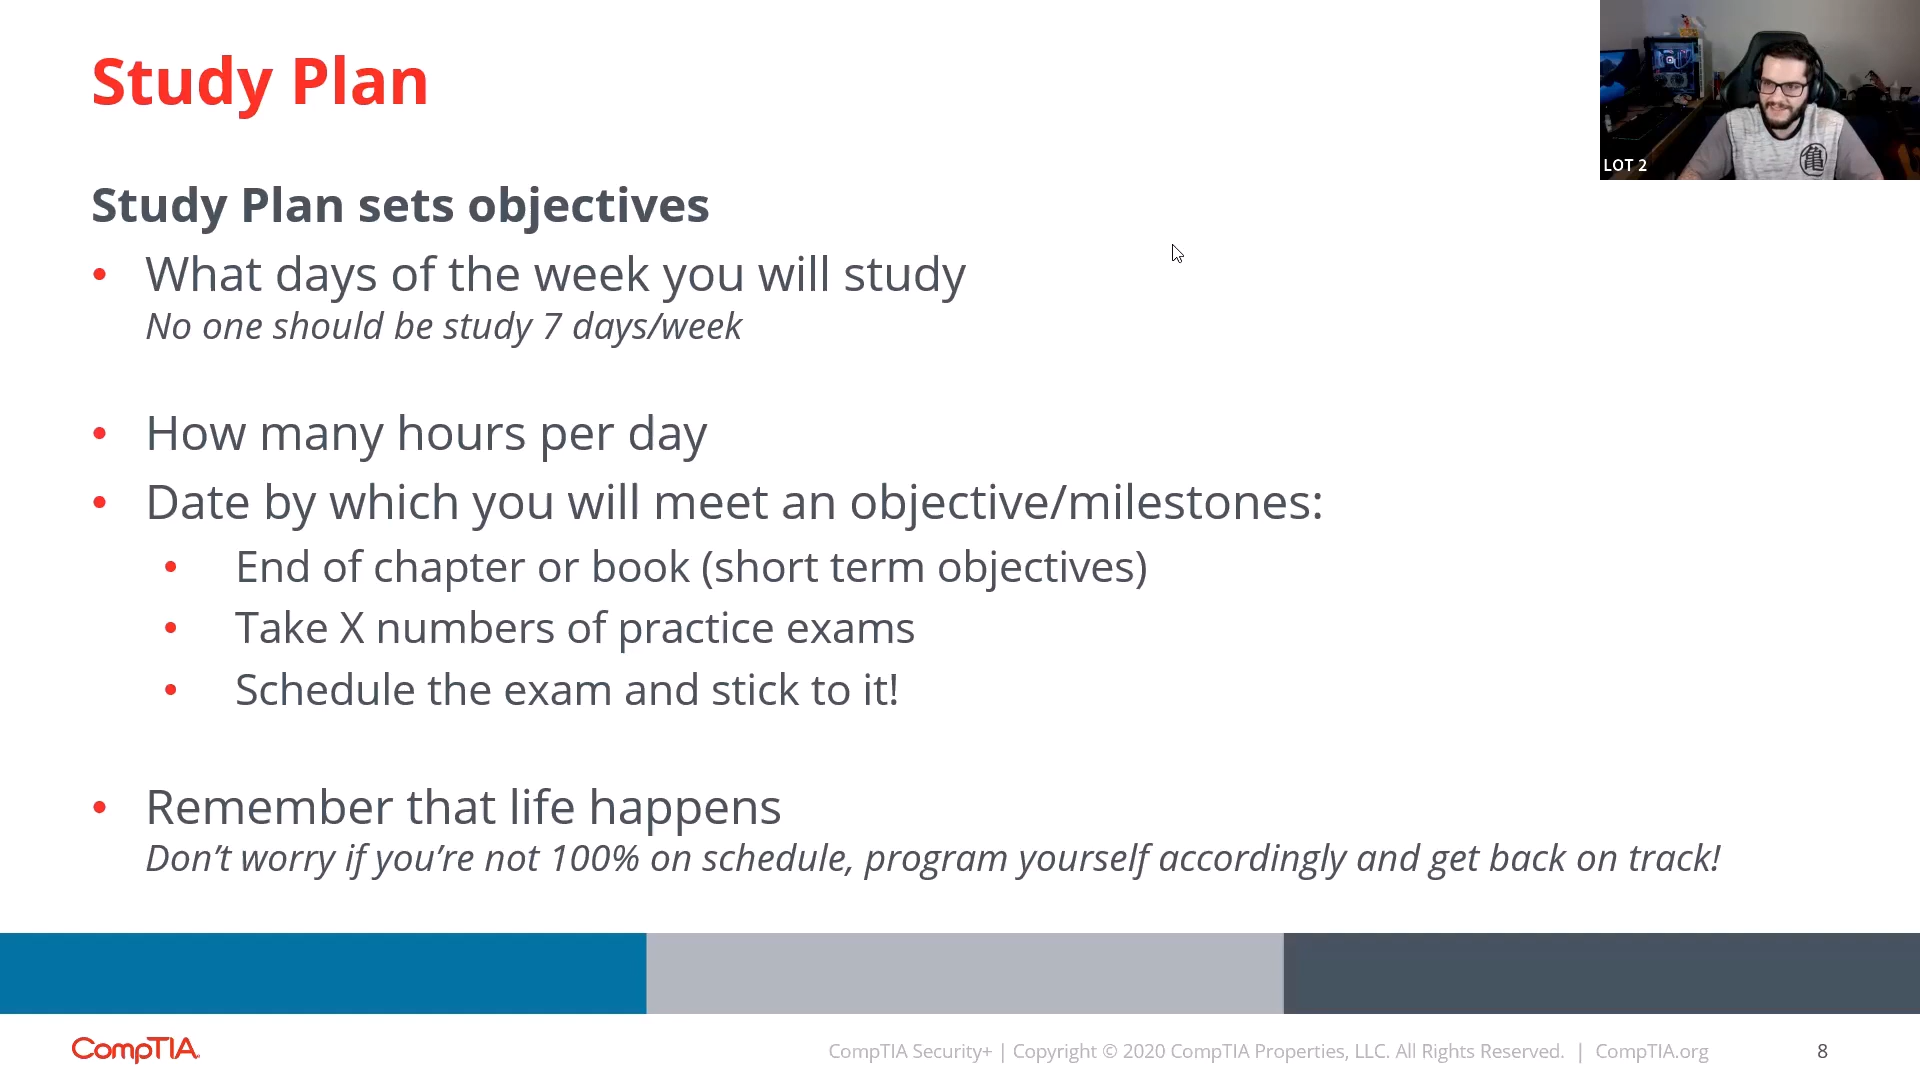 Study Plan
LOT 2
Study Plan sets objectives
• What days of the week you will study
No one should be study 7 days/week
• How many hours per day
• Date by which you will meet an objective/milestones:
• End of chapter or book (short term objectives)
• Take X numbers of practice exams
• Schedule the exam and stick to it!
• Remember that life happens
Don’t worry if you’re not 100% on schedule, program yourself accordingly and get back on track!
CompTIA
CompTIA Security+ | Copyright © 2020 CompTIA Properties, LLC. All Rights Reserved. | CompTIA.org
8
亀